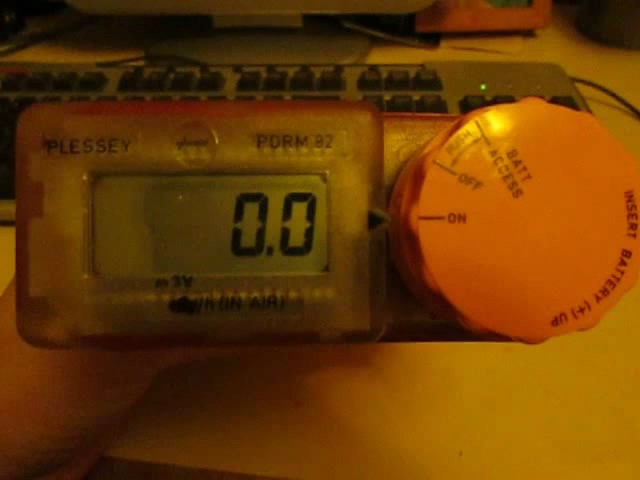 PLESSEY
PDRM 82
0.0
/h (IN AIR)
PUSH
BATT
ACCESS
OFF
ON
INSERT BATTERY (+) UP